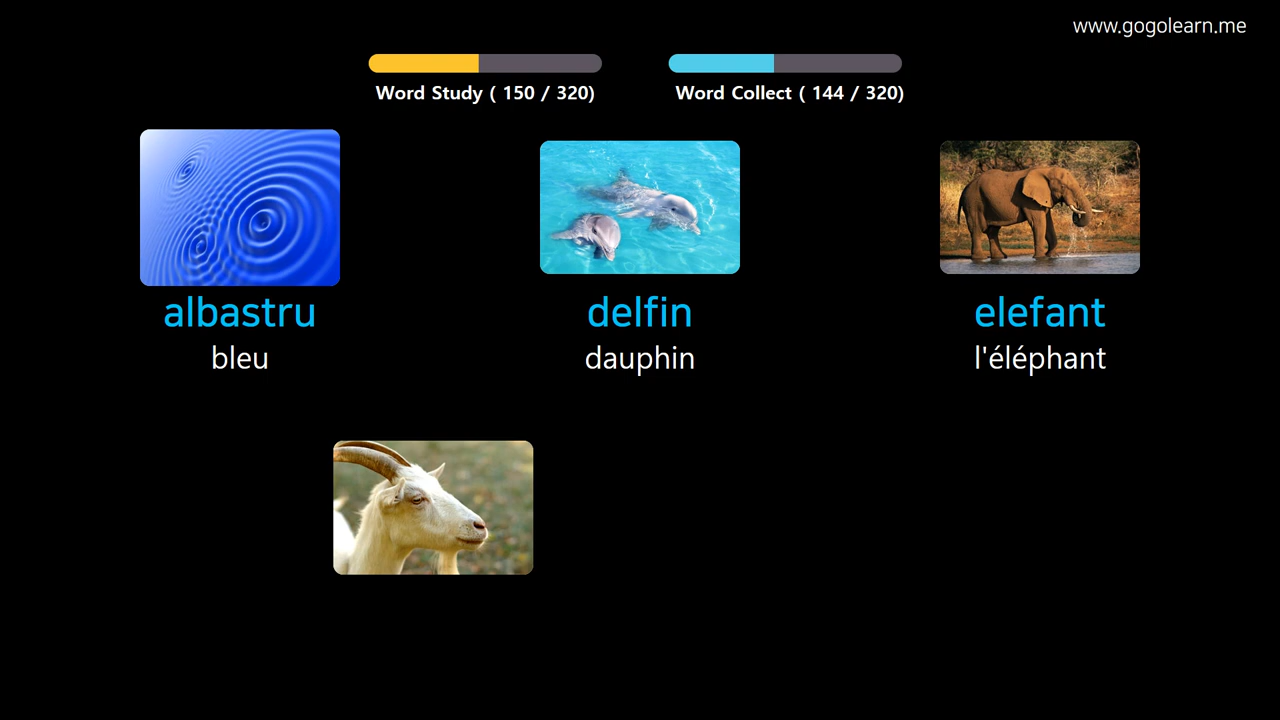 www.gogolearn.me
Word Study ( 150 / 320)
Word Collect ( 144 / 320)
albastru
bleu
delfin
dauphin
elefant
l'éléphant